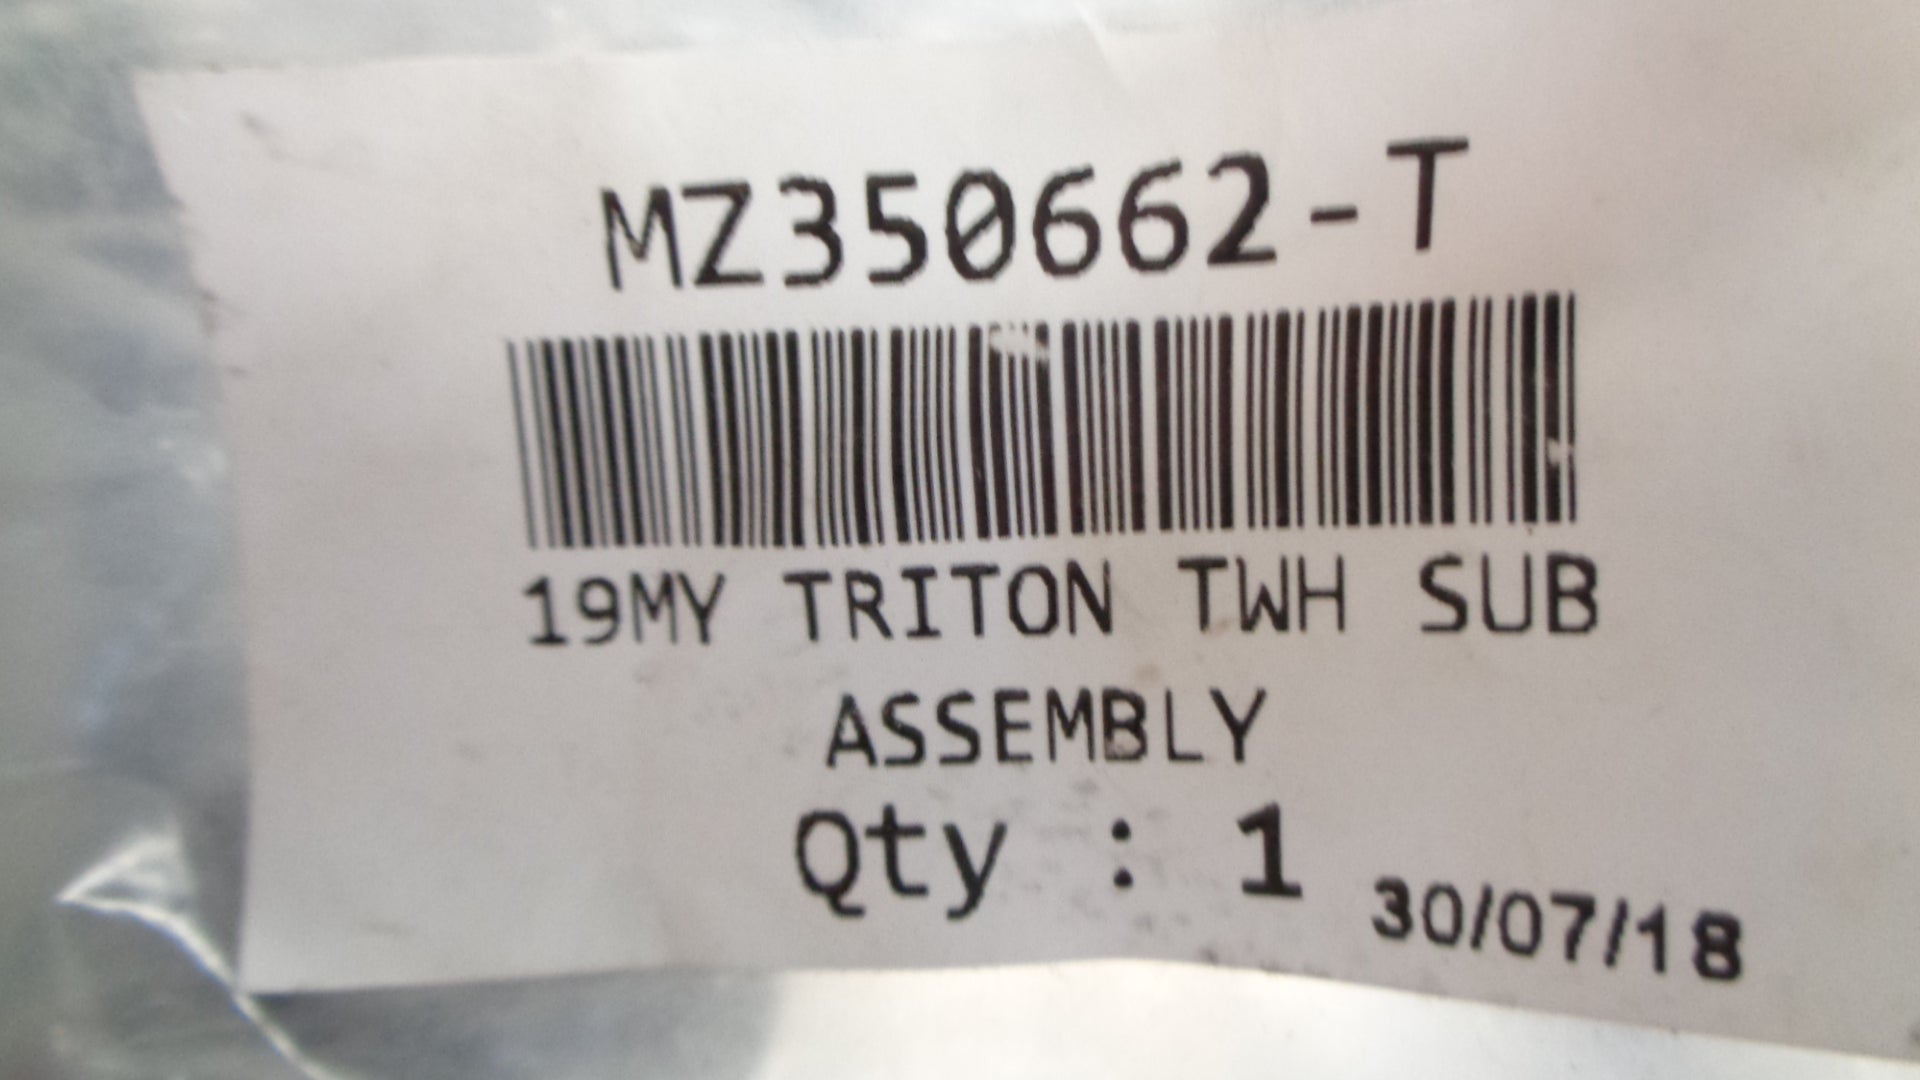 MZ350662-T
19MY TRITON TWH SUB
ASSEMBLY
Qty : 1
30/07/18